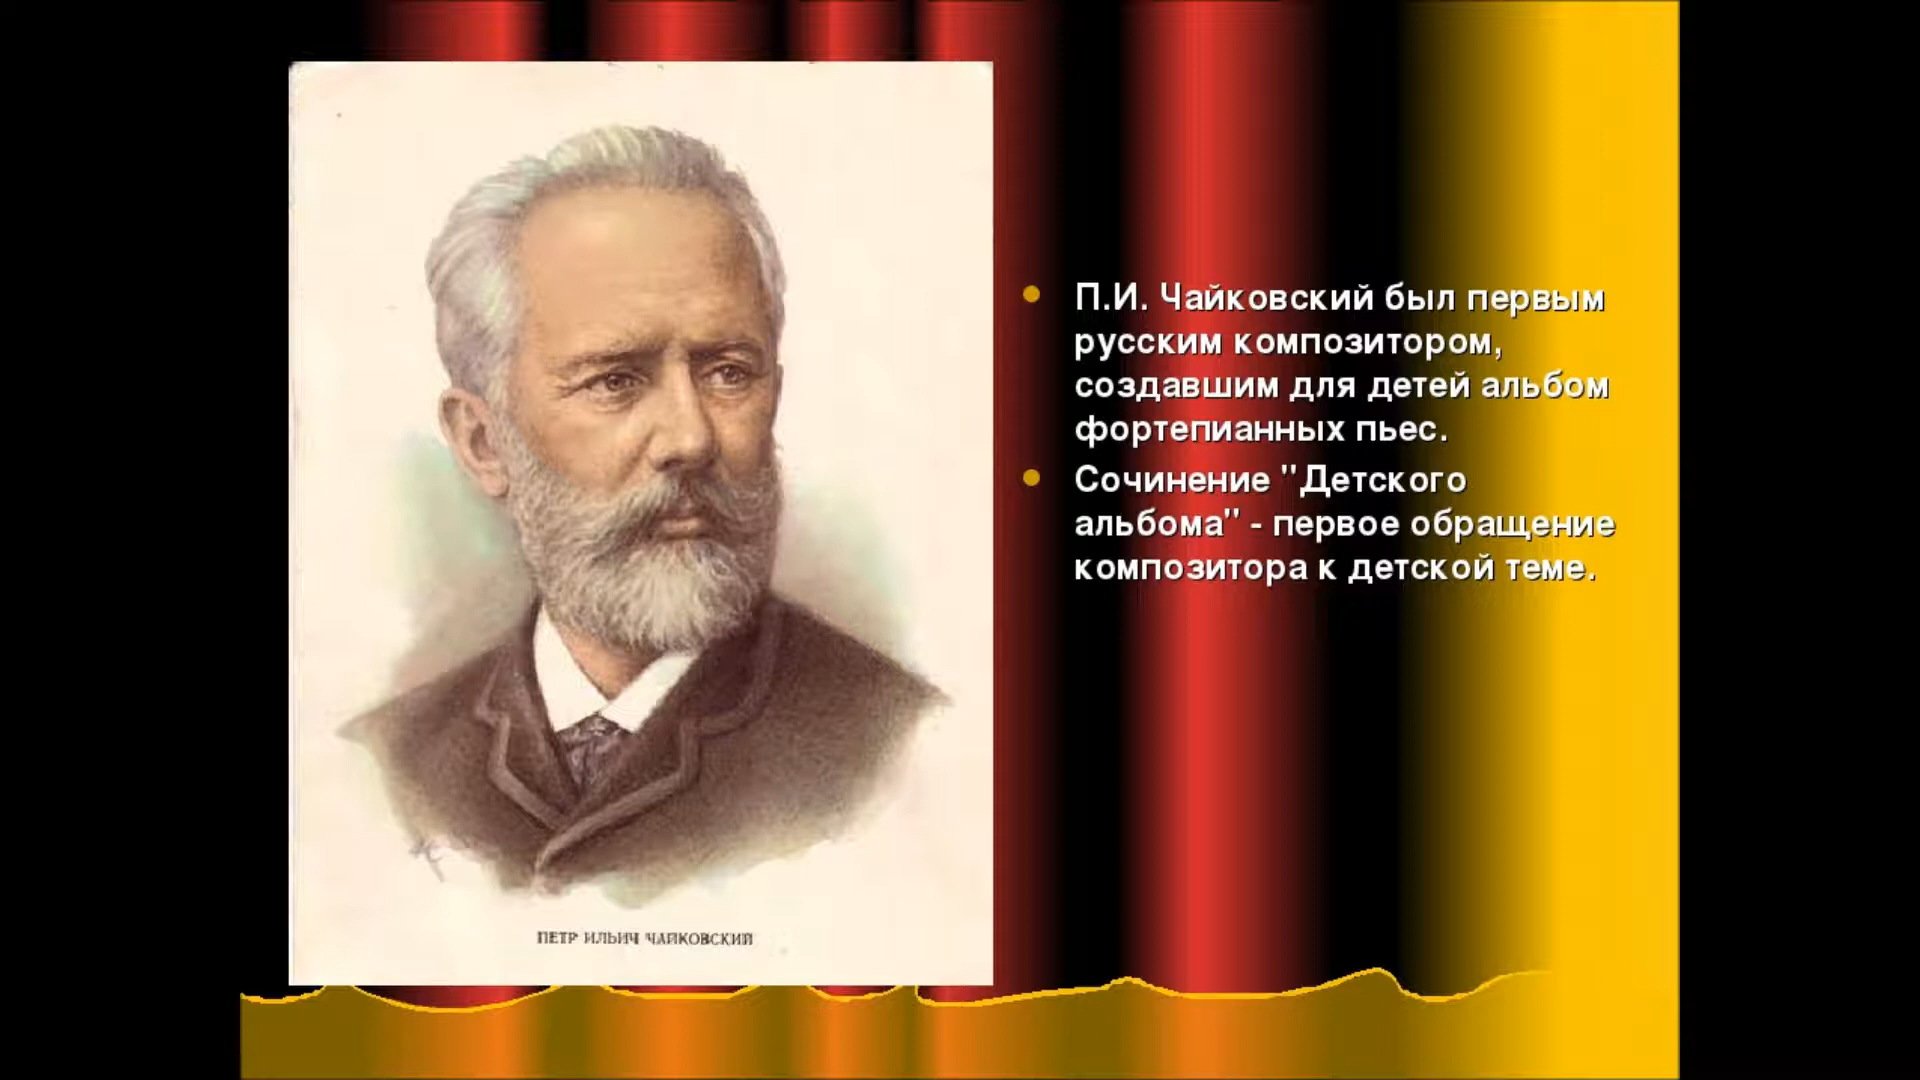 П.И. Чайковский был первым
русским композитором,
создавшим для детей альбом
фортепианных пьес.
Сочинение "Детского
альбома" - первое обращение
композитора к детской теме.
ПЕТР ИЛЬИЧ ЧАЙКОВСКИЙ